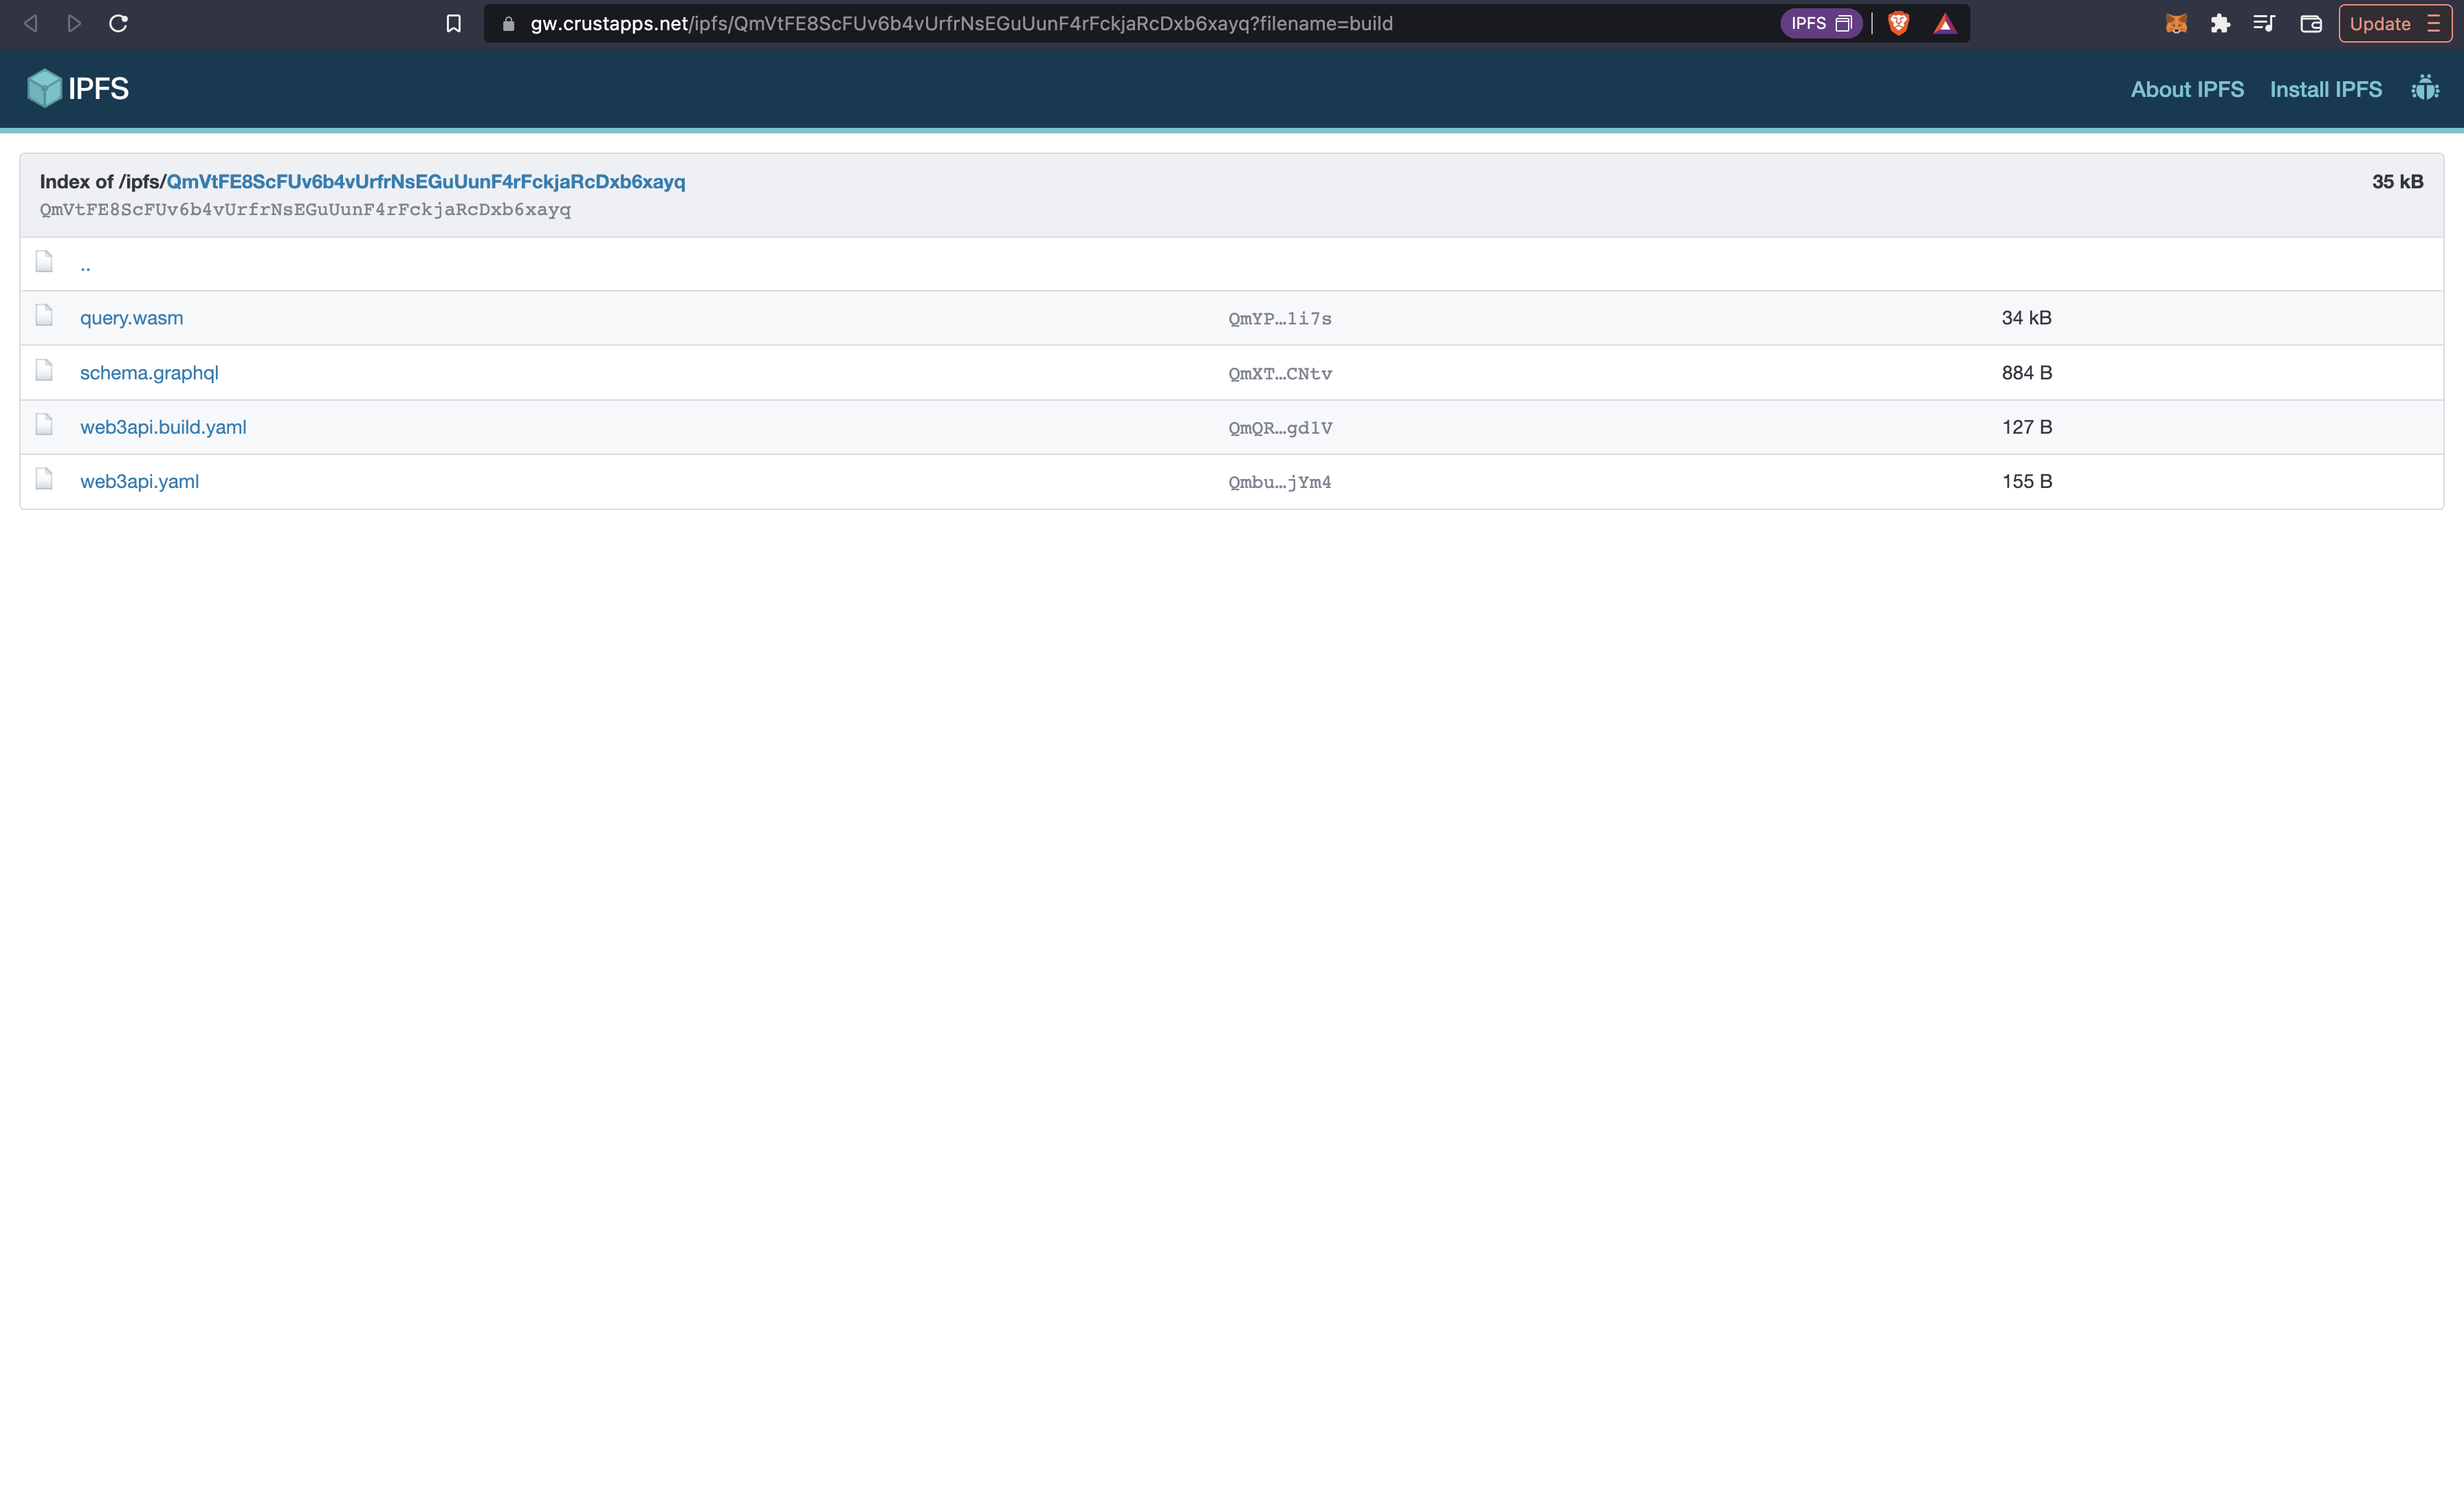 gw.crustapps.net/ipfs/QmVtFE8ScFUv6b4vUrfrNsEGuUunF4rFckjaRcDxb6xayq?filename=build IPFS Update
IPFS About IPFS Install IPFS
Index of /ipfs/QmVtFE8ScFUv6b4vUrfrNsEGuUunF4rFckjaRcDxb6xayq 35 kB
QmVtFE8ScFUv6b4vUrfrNsEGuUunF4rFckjaRcDxb6xayq
..
query.wasm QmYP…1i7s 34 kB
schema.graphql QmXT…CNtv 884 B
web3api.build.yaml QmQR…gd1V 127 B
web3api.yaml Qmbu…jYm4 155 B